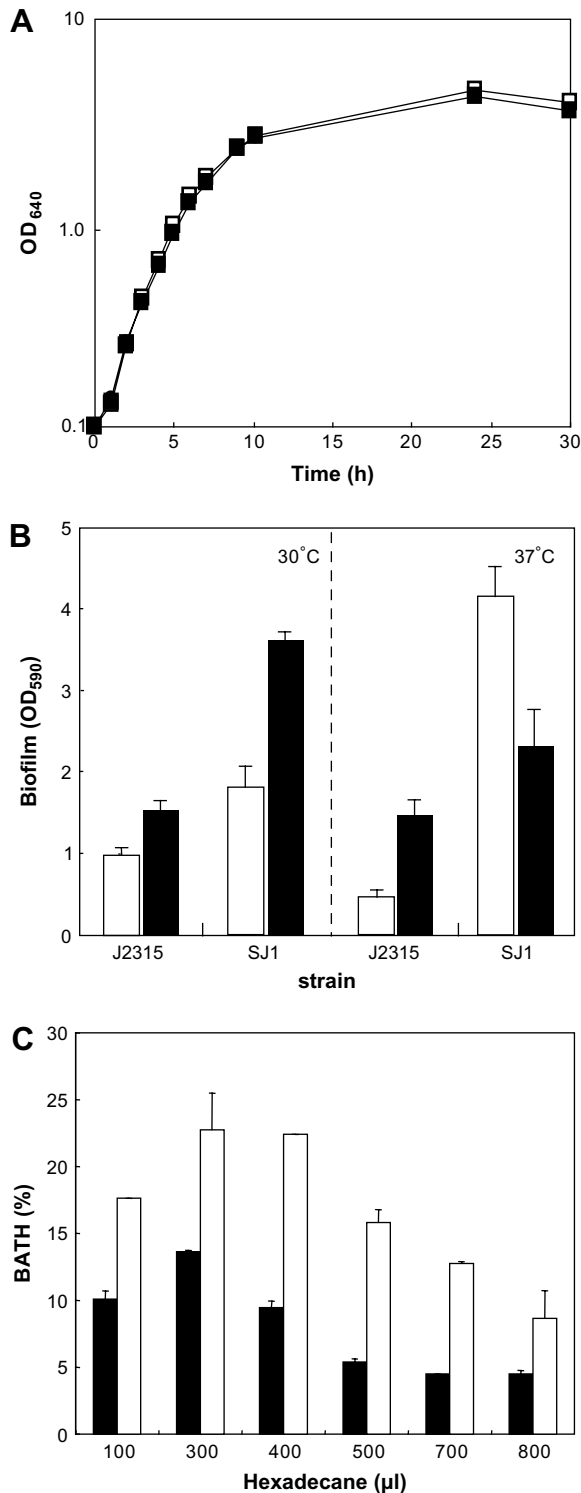 A
10
1.0
0.1
OD640
0 5 10 15 20 25 30
Time (h)
B
5
4
3
2
1
0
Biofilm (OD590)
30°C 37°C
J2315 SJ1 J2315 SJ1
strain
C
30
25
20
15
10
5
0
BATH (%)
100 300 400 500 700 800
Hexadecane (µl)